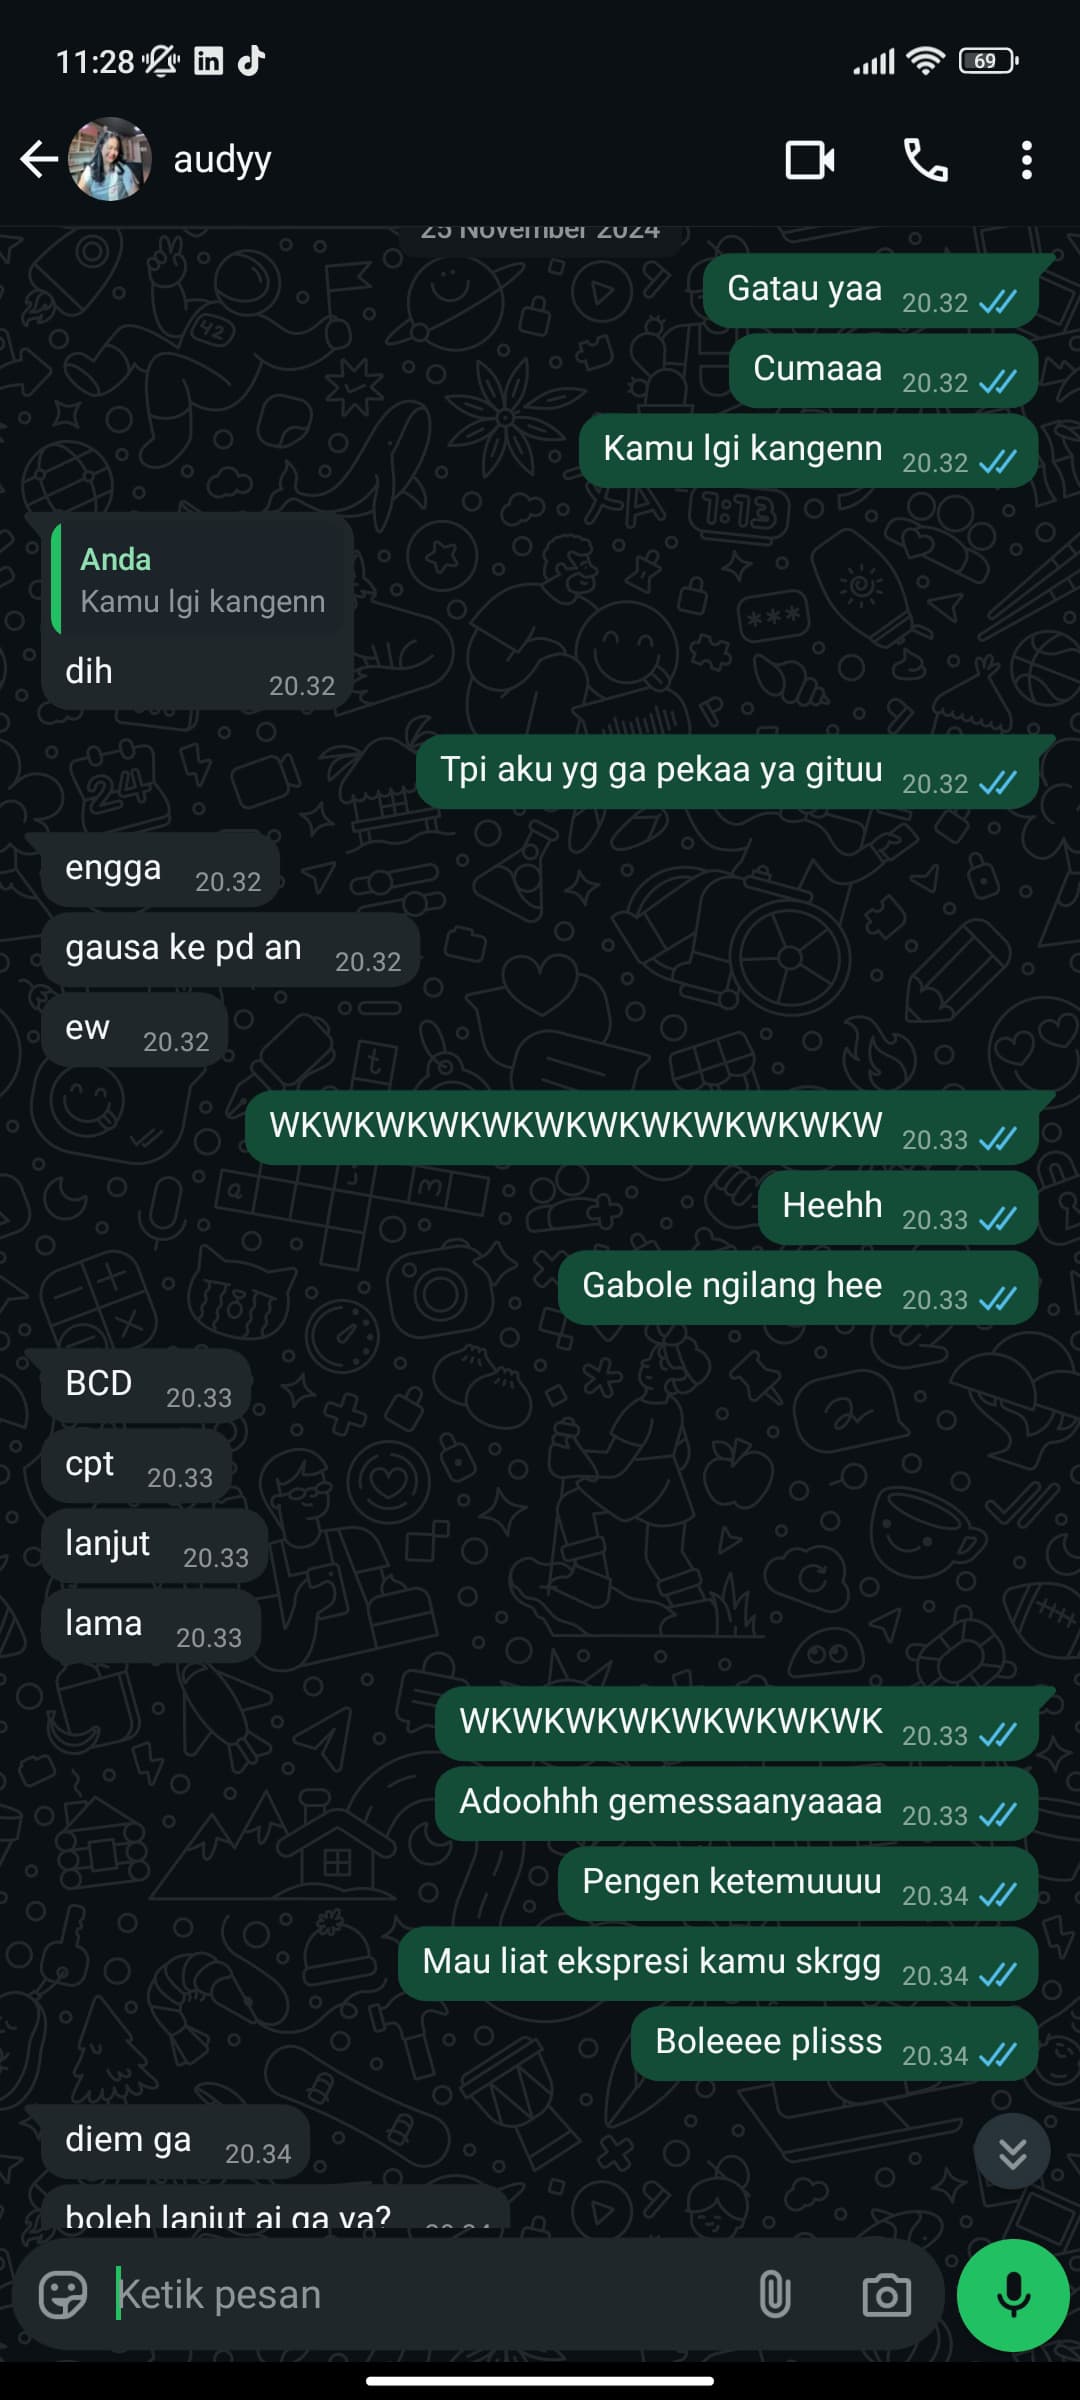 11:28
69
audyy
25 November 2024
Gatau yaa 20.32
Cumaaa 20.32
Kamu lgi kangenn 20.32
Anda
Kamu lgi kangenn
dih 20.32
Tpi aku yg ga pekaa ya gituu 20.32
engga 20.32
gausa ke pd an 20.32
ew 20.32
WKWKWKWKWKWKWKWKWKWKWKW 20.33
Heehh 20.33
Gabole ngilang hee 20.33
BCD 20.33
cpt 20.33
lanjut 20.33
lama 20.33
WKWKWKWKWKWKWKWK 20.33
Adoohhh gemessaanyaaaa 20.33
Pengen ketemuuuu 20.34
Mau liat ekspresi kamu skrgg 20.34
Boleeee plisss 20.34
diem ga 20.34
boleh lanjut ai ga ya? 20.34
Ketik pesan